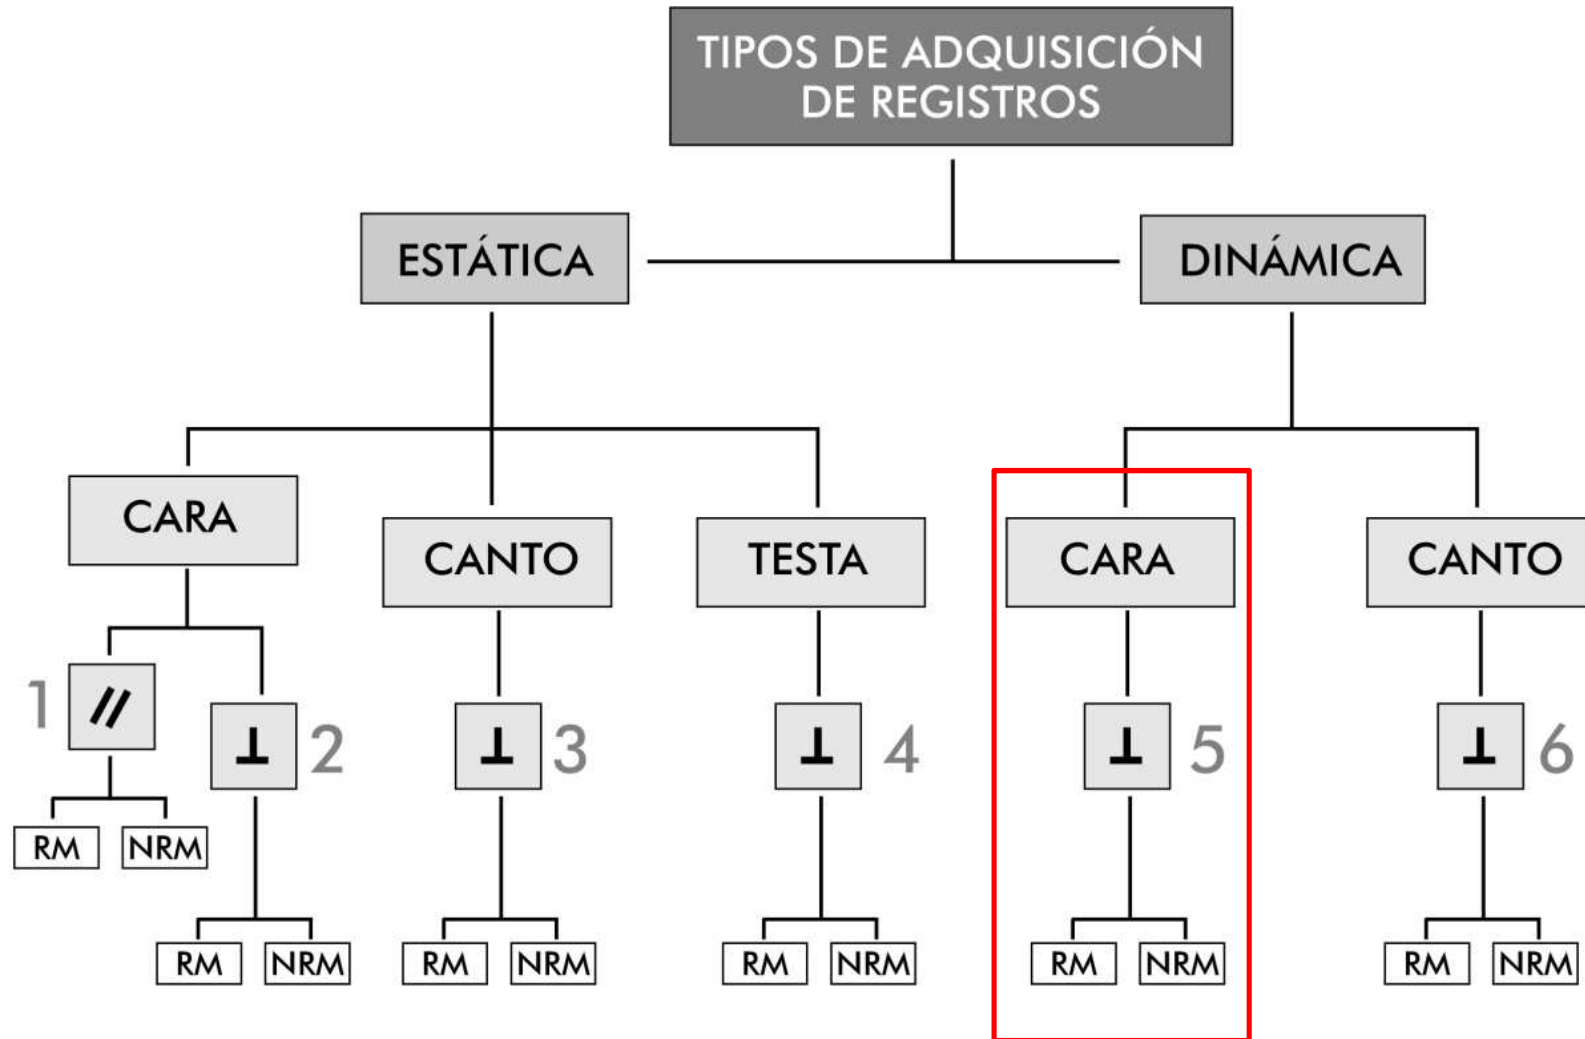 TIPOS DE ADQUISICIÓN
DE REGISTROS
ESTÁTICA
DINÁMICA
CARA
CANTO
TESTA
CARA
CANTO
1 //
⊥ 2
⊥ 3
⊥ 4
⊥ 5
⊥ 6
RM NRM
RM NRM
RM NRM
RM NRM
RM NRM
RM NRM